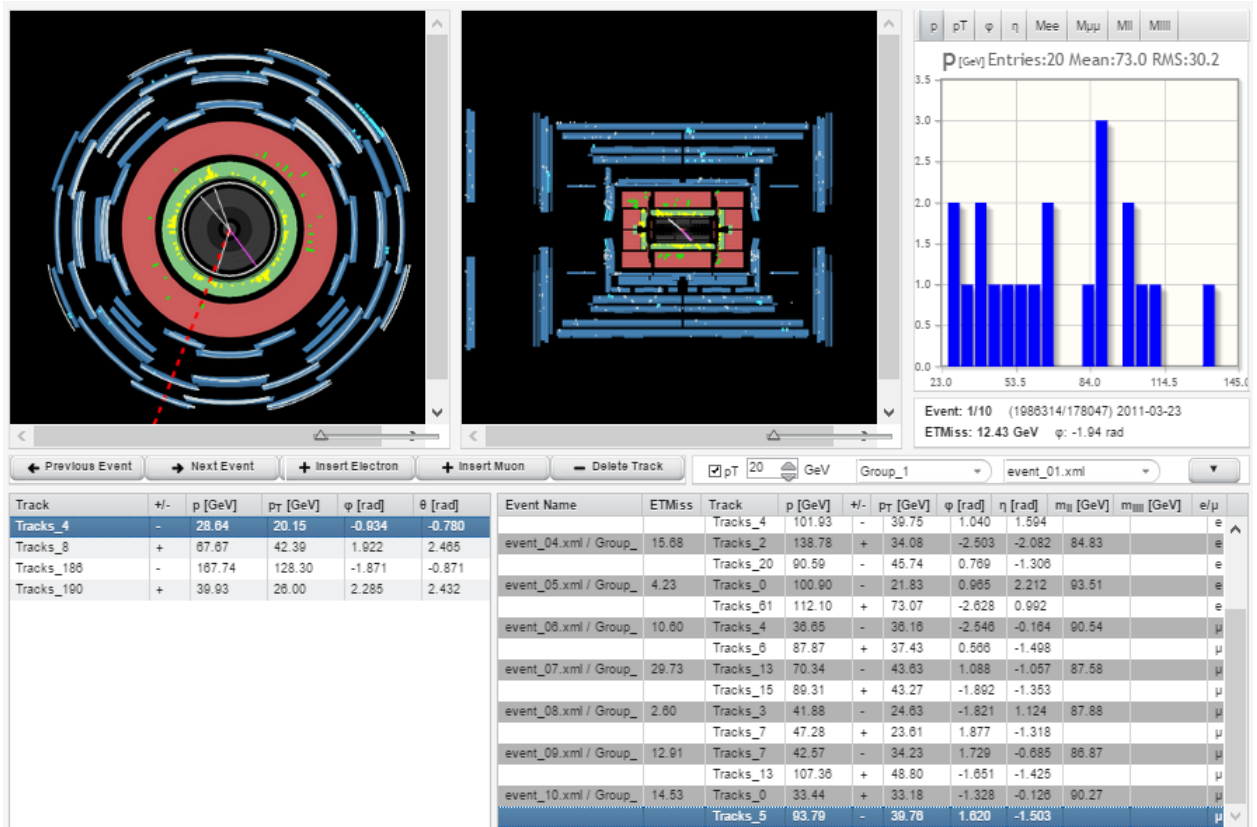 p pT φ η Mee Mμμ Mll Mllll
p [GeV] Entries:20 Mean:73.0 RMS:30.2
3.5
3.0
2.5
2.0
1.5
1.0
0.5
0.0
23.0 53.5 84.0 114.5 145.0
Event: 1/10 (1986314/178047) 2011-03-23
ETMiss: 12.43 GeV φ: -1.94 rad
Previous Event Next Event Insert Electron Insert Muon Delete Track pT 20 GeV Group_1 event_01.xml
Track +/- p [GeV] pT [GeV] φ [rad] θ [rad]
Tracks_4 - 28.64 20.15 -0.934 -0.780
Tracks_8 + 67.67 42.39 1.922 2.465
Tracks_186 - 167.74 128.30 -1.871 -0.871
Tracks_190 + 39.93 26.00 2.285 2.432
Event Name ETMiss Track p [GeV] +/- pT [GeV] φ [rad] η [rad] mll [GeV] mllll [GeV] e/μ
Tracks_4 101.93 - 39.75 1.040 1.594 e
event_04.xml / Group_ 15.68 Tracks_2 138.78 + 34.08 -2.503 -2.082 84.83 e
Tracks_20 90.59 - 45.74 0.769 -1.306 e
event_05.xml / Group_ 4.23 Tracks_0 100.90 - 21.83 0.965 2.212 93.51 e
Tracks_61 112.10 + 73.07 -2.628 0.992 e
event_06.xml / Group_ 10.60 Tracks_4 36.65 - 36.16 -2.546 -0.164 90.54 μ
Tracks_6 87.87 + 37.43 0.566 -1.498 μ
event_07.xml / Group_ 29.73 Tracks_13 70.34 - 43.63 1.088 -1.057 87.58 μ
Tracks_15 89.31 + 43.27 -1.892 -1.353 μ
event_08.xml / Group_ 2.60 Tracks_3 41.88 - 24.63 -1.821 1.124 87.88 μ
Tracks_7 47.28 + 23.61 1.877 -1.318 μ
event_09.xml / Group_ 12.91 Tracks_7 42.57 - 34.23 1.729 -0.685 86.87 μ
Tracks_13 107.36 + 48.80 -1.651 -1.425 μ
event_10.xml / Group_ 14.53 Tracks_0 33.44 + 33.18 -1.328 -0.126 90.27 μ
Tracks_5 93.79 - 39.76 1.620 -1.503 μ